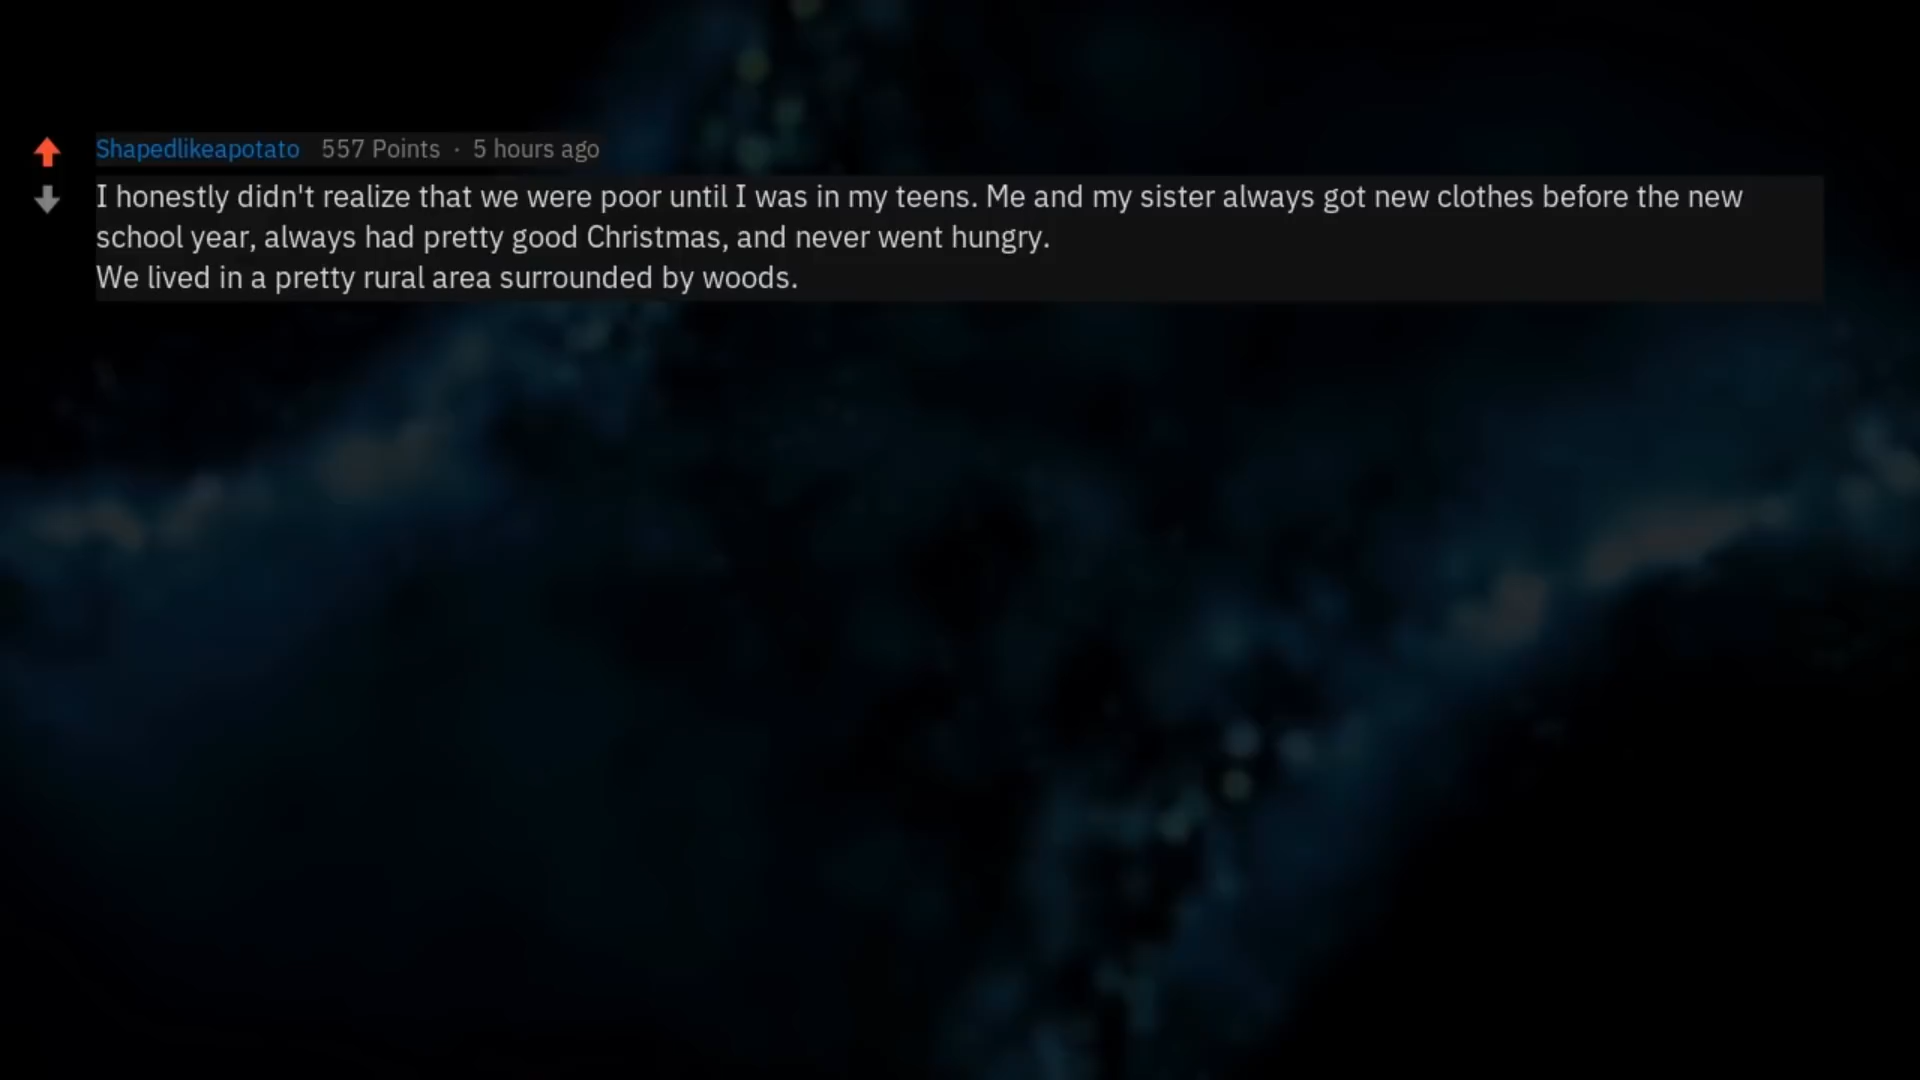 Shapedlikeapotato 557 Points · 5 hours ago
I honestly didn't realize that we were poor until I was in my teens. Me and my sister always got new clothes before the new
school year, always had pretty good Christmas, and never went hungry.
We lived in a pretty rural area surrounded by woods.